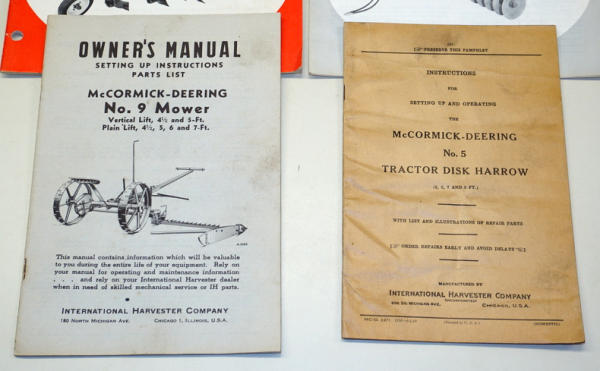 OWNER'S MANUAL
SETTING UP INSTRUCTIONS
PARTS LIST
McCORMICK-DEERING
No. 9 Mower
Vertical Lift, 4½ and 5-Ft.
Plain Lift, 4½, 5, 6 and 7-Ft.
This manual contains information which will be valuable
to you during the entire life of your equipment. Rely on
your manual for operating and maintenance information
. . . . and rely on your International Harvester dealer
when in need of skilled mechanical service or IH parts.
INTERNATIONAL HARVESTER COMPANY
180 NORTH MICHIGAN AVE. CHICAGO 1, ILLINOIS, U.S.A.
PRESERVE THIS PAMPHLET
INSTRUCTIONS
FOR
SETTING UP AND OPERATING
THE
McCORMICK-DEERING
No. 5
TRACTOR DISK HARROW
WITH LIST AND ILLUSTRATIONS OF REPAIR PARTS
ORDER REPAIRS EARLY AND AVOID DELAYS
MANUFACTURED BY
INTERNATIONAL HARVESTER COMPANY
INCORPORATED
MICHIGAN AVE. CHICAGO, U.S.A.